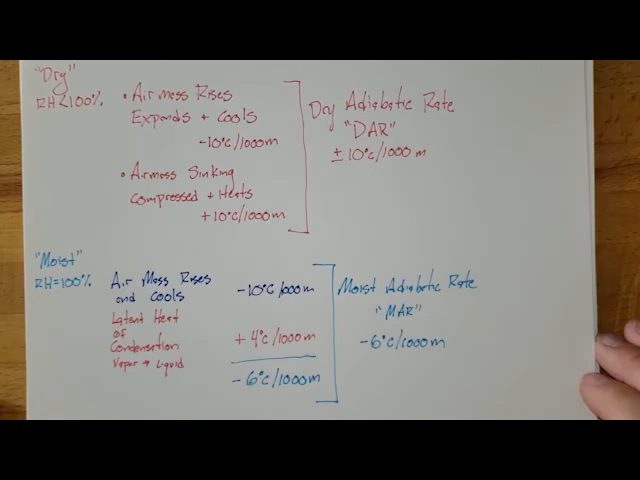 "Dry"
RH<100%
• Air mass Rises
Expands + Cools
-10°C/1000m
• Airmass Sinking
Compressed + Heats
+10°C/1000m
Dry Adiabatic Rate
"DAR"
± 10°C/1000m
"Moist"
RH=100%
Air Mass Rises
and Cools
-10°C/1000m
Latent Heat
of
Condensation
Vapor → Liquid
+ 4°C/1000m
- 6°C/1000m
Moist Adiabatic Rate
"MAR"
-6°C/1000m